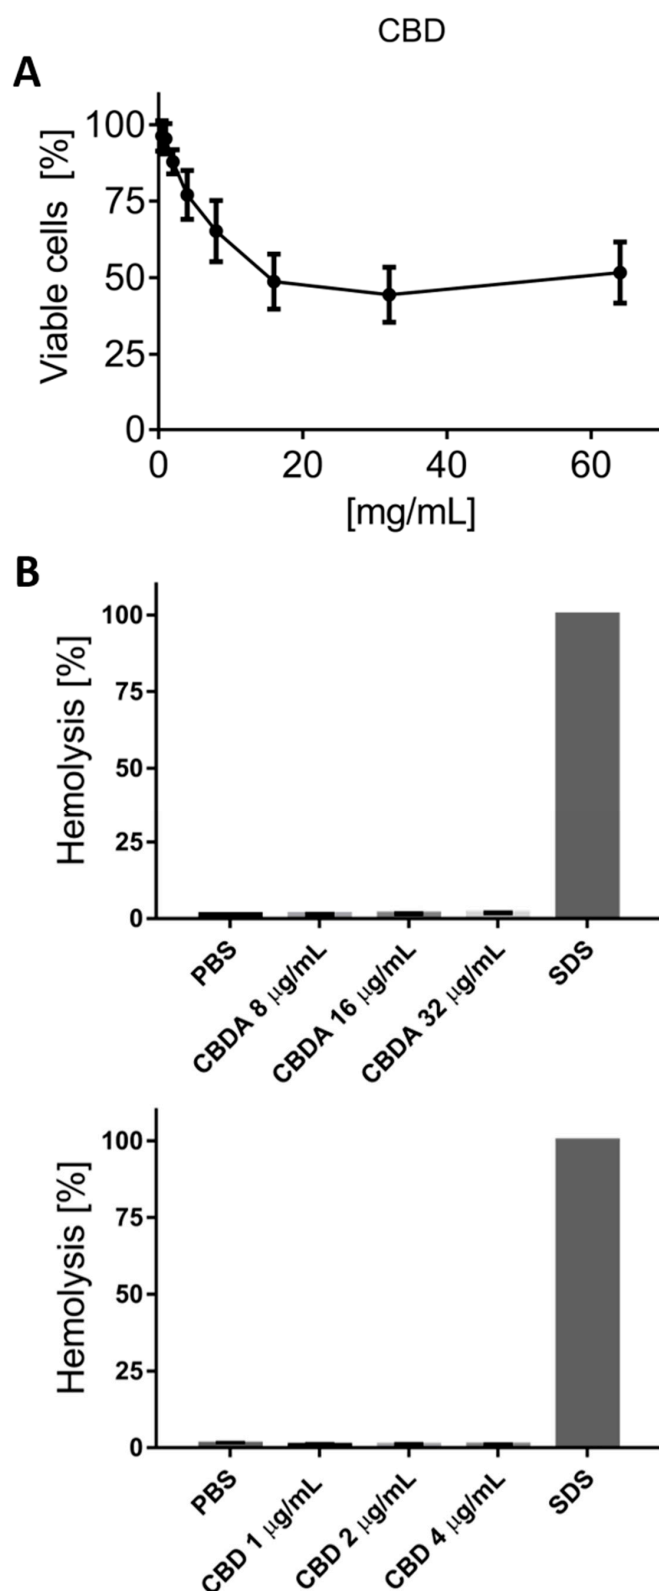 CBD
A
Viable cells [%]
100
75
50
25
0
0 20 40 60
[mg/mL]
B
Hemolysis [%]
100
75
50
25
0
PBS
CBDA 8 μg/mL
CBDA 16 μg/mL
CBDA 32 μg/mL
SDS
Hemolysis [%]
100
75
50
25
0
PBS
CBD 1 μg/mL
CBD 2 μg/mL
CBD 4 μg/mL
SDS